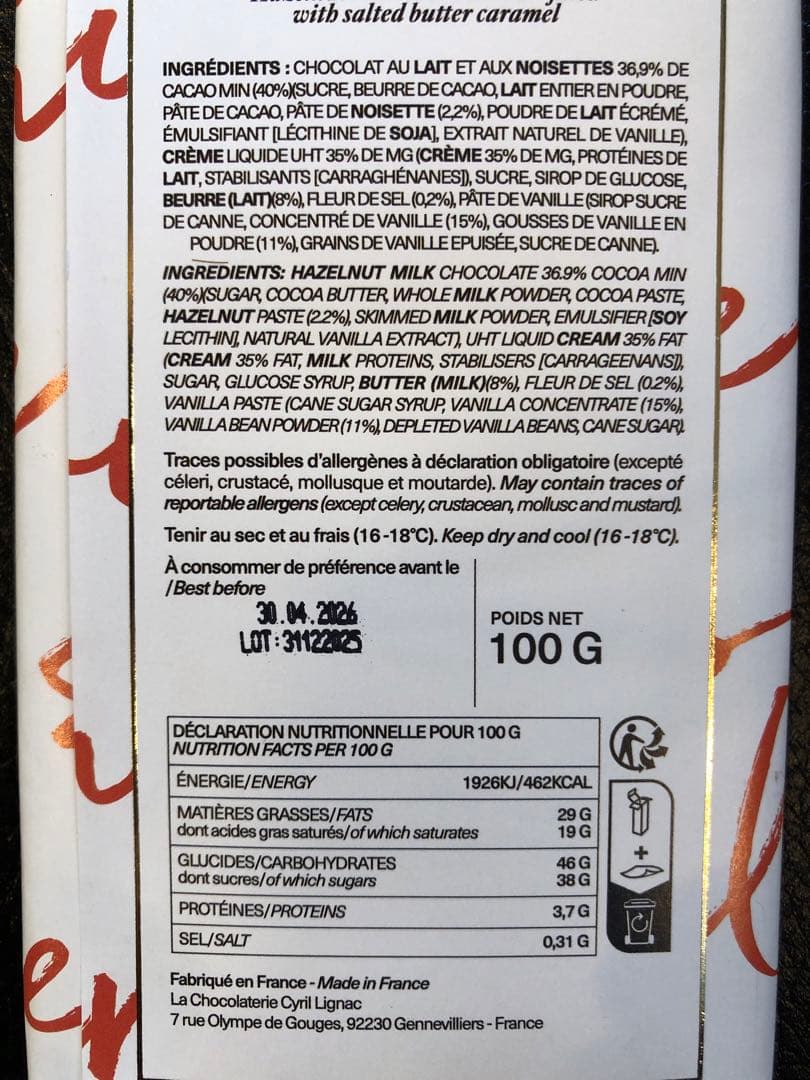 with salted butter caramel
INGRÉDIENTS : CHOCOLAT AU LAIT ET AUX NOISETTES 36,9% DE
CACAO MIN (40%)(SUCRE, BEURRE DE CACAO, LAIT ENTIER EN POUDRE,
PÂTE DE CACAO, PÂTE DE NOISETTE (2,2%), POUDRE DE LAIT ÉCRÉMÉ,
ÉMULSIFIANT [LÉCITHINE DE SOJA], EXTRAIT NATUREL DE VANILLE),
CRÈME LIQUIDE UHT 35% DE MG (CRÈME 35% DE MG, PROTÉINES DE
LAIT, STABILISANTS [CARRAGHÉNANES]), SUCRE, SIROP DE GLUCOSE,
BEURRE (LAIT)(8%), FLEUR DE SEL (0,2%), PÂTE DE VANILLE (SIROP SUCRE
DE CANNE, CONCENTRÉ DE VANILLE (15%), GOUSSES DE VANILLE EN
POUDRE (11%), GRAINS DE VANILLE EPUISÉE, SUCRE DE CANNE).
INGREDIENTS: HAZELNUT MILK CHOCOLATE 36.9% COCOA MIN
(40%)(SUGAR, COCOA BUTTER, WHOLE MILK POWDER, COCOA PASTE,
HAZELNUT PASTE (2.2%), SKIMMED MILK POWDER, EMULSIFIER [SOY
LECITHIN], NATURAL VANILLA EXTRACT), UHT LIQUID CREAM 35% FAT
(CREAM 35% FAT, MILK PROTEINS, STABILISERS [CARRAGEENANS]),
SUGAR, GLUCOSE SYRUP, BUTTER (MILK)(8%), FLEUR DE SEL (0.2%),
VANILLA PASTE (CANE SUGAR SYRUP, VANILLA CONCENTRATE (15%),
VANILLA BEAN POWDER (11%), DEPLETED VANILLA BEANS, CANE SUGAR).
Traces possibles d'allergènes à déclaration obligatoire (excepté
céleri, crustacé, mollusque et moutarde). May contain traces of
reportable allergens (except celery, crustacean, mollusc and mustard).
Tenir au sec et au frais (16-18°C). Keep dry and cool (16-18°C).
À consommer de préférence avant le
/Best before
30.04.2026
LOT : 31122025
POIDS NET
100 G
DÉCLARATION NUTRITIONNELLE POUR 100 G
NUTRITION FACTS PER 100 G
ÉNERGIE/ENERGY 1926KJ/462KCAL
MATIÈRES GRASSES/FATS 29 G
dont acides gras saturés/of which saturates 19 G
GLUCIDES/CARBOHYDRATES 46 G
dont sucres/of which sugars 38 G
PROTÉINES/PROTEINS 3,7 G
SEL/SALT 0,31 G
Fabriqué en France - Made in France
La Chocolaterie Cyril Lignac
7 rue Olympe de Gouges, 92230 Gennevilliers - France